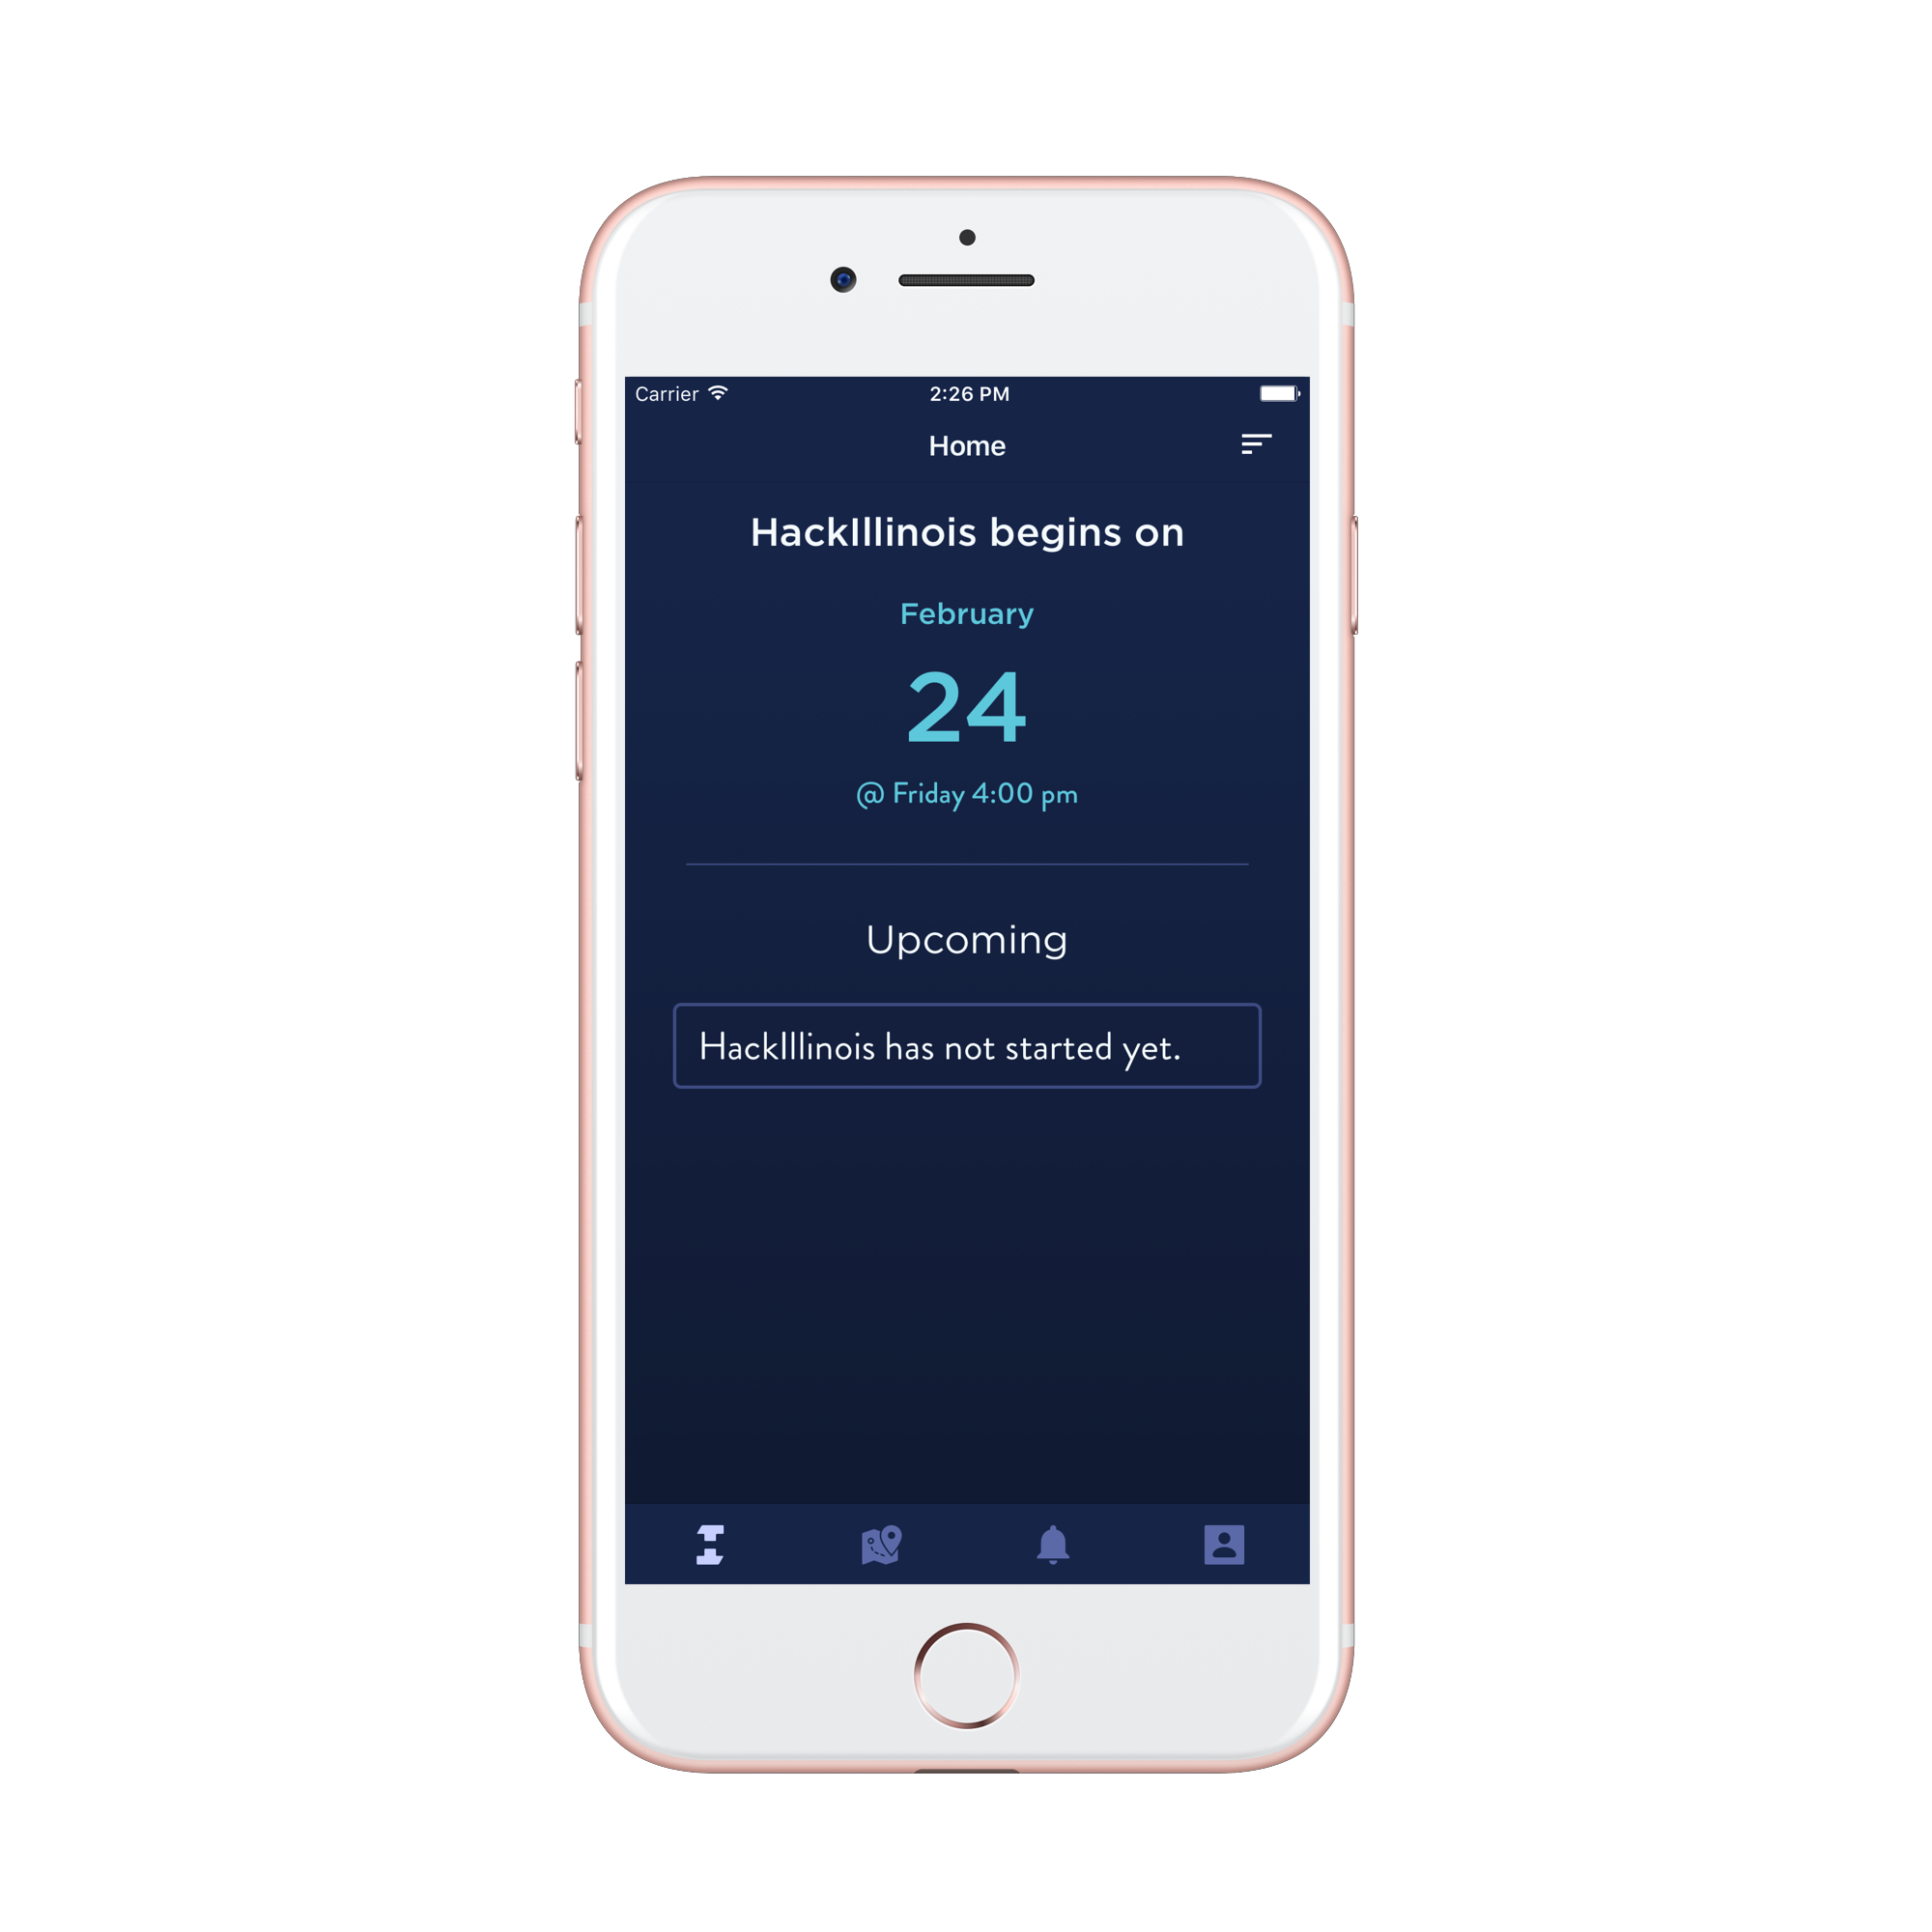 Carrier 2:26 PM
Home
HackIllinois begins on
February
24
@ Friday 4:00 pm
Upcoming
HackIllinois has not started yet.